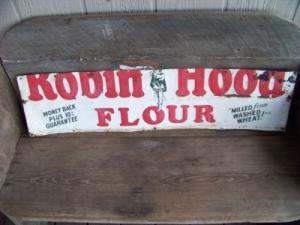 Robin Hood
FLOUR
MONEY BACK
PLUS 10%
GUARANTEE
"MILLED from
WASHED
WHEAT"